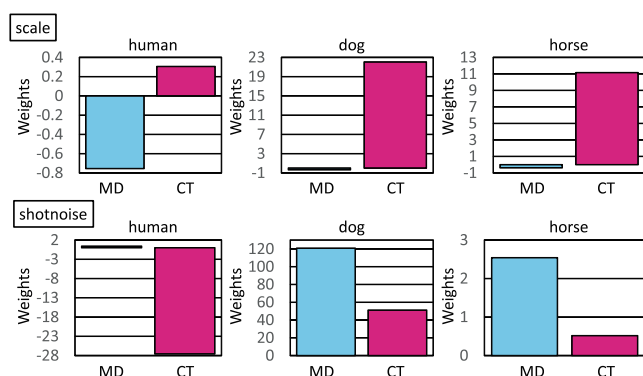 scale
human
dog
horse
Weights
0.4
0.2
0
-0.2
-0.4
-0.6
-0.8
MD CT
Weights
23
19
15
11
7
3
-1
MD CT
Weights
13
11
9
7
5
3
1
-1
MD CT
shotnoise
human
dog
horse
Weights
2
-3
-8
-13
-18
-23
-28
MD CT
Weights
120
100
80
60
40
20
0
MD CT
Weights
3
2
1
0
MD CT